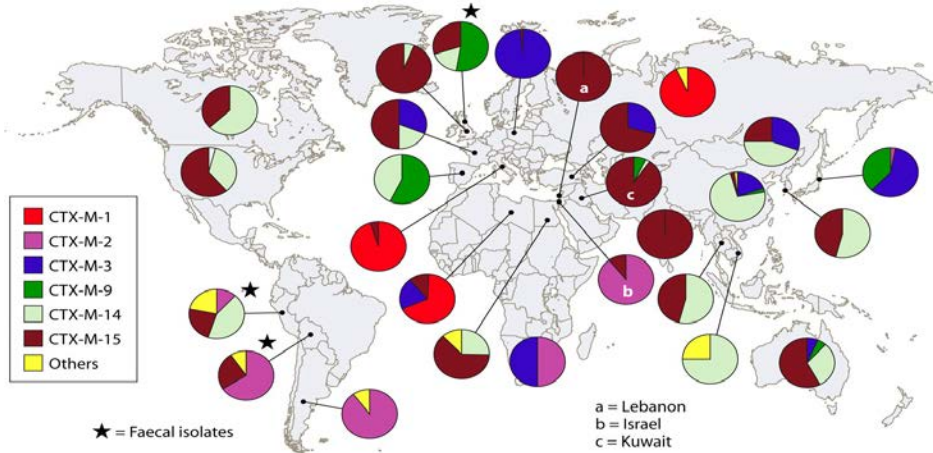 a
c
b
CTX-M-1
CTX-M-2
CTX-M-3
CTX-M-9
CTX-M-14
CTX-M-15
Others
★ = Faecal isolates
a = Lebanon
b = Israel
c = Kuwait